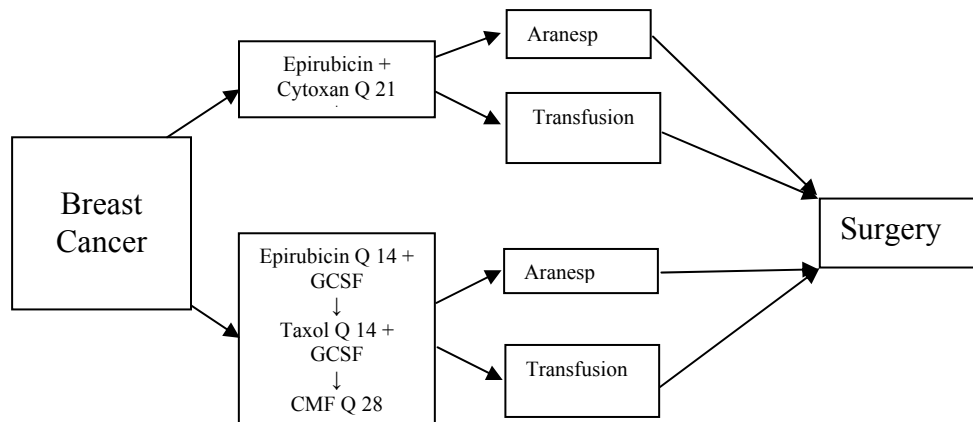 Breast
Cancer
Epirubicin +
Cytoxan Q 21
.
Aranesp
Transfusion
Epirubicin Q 14 +
GCSF
↓
Taxol Q 14 +
GCSF
↓
CMF Q 28
Aranesp
Transfusion
Surgery